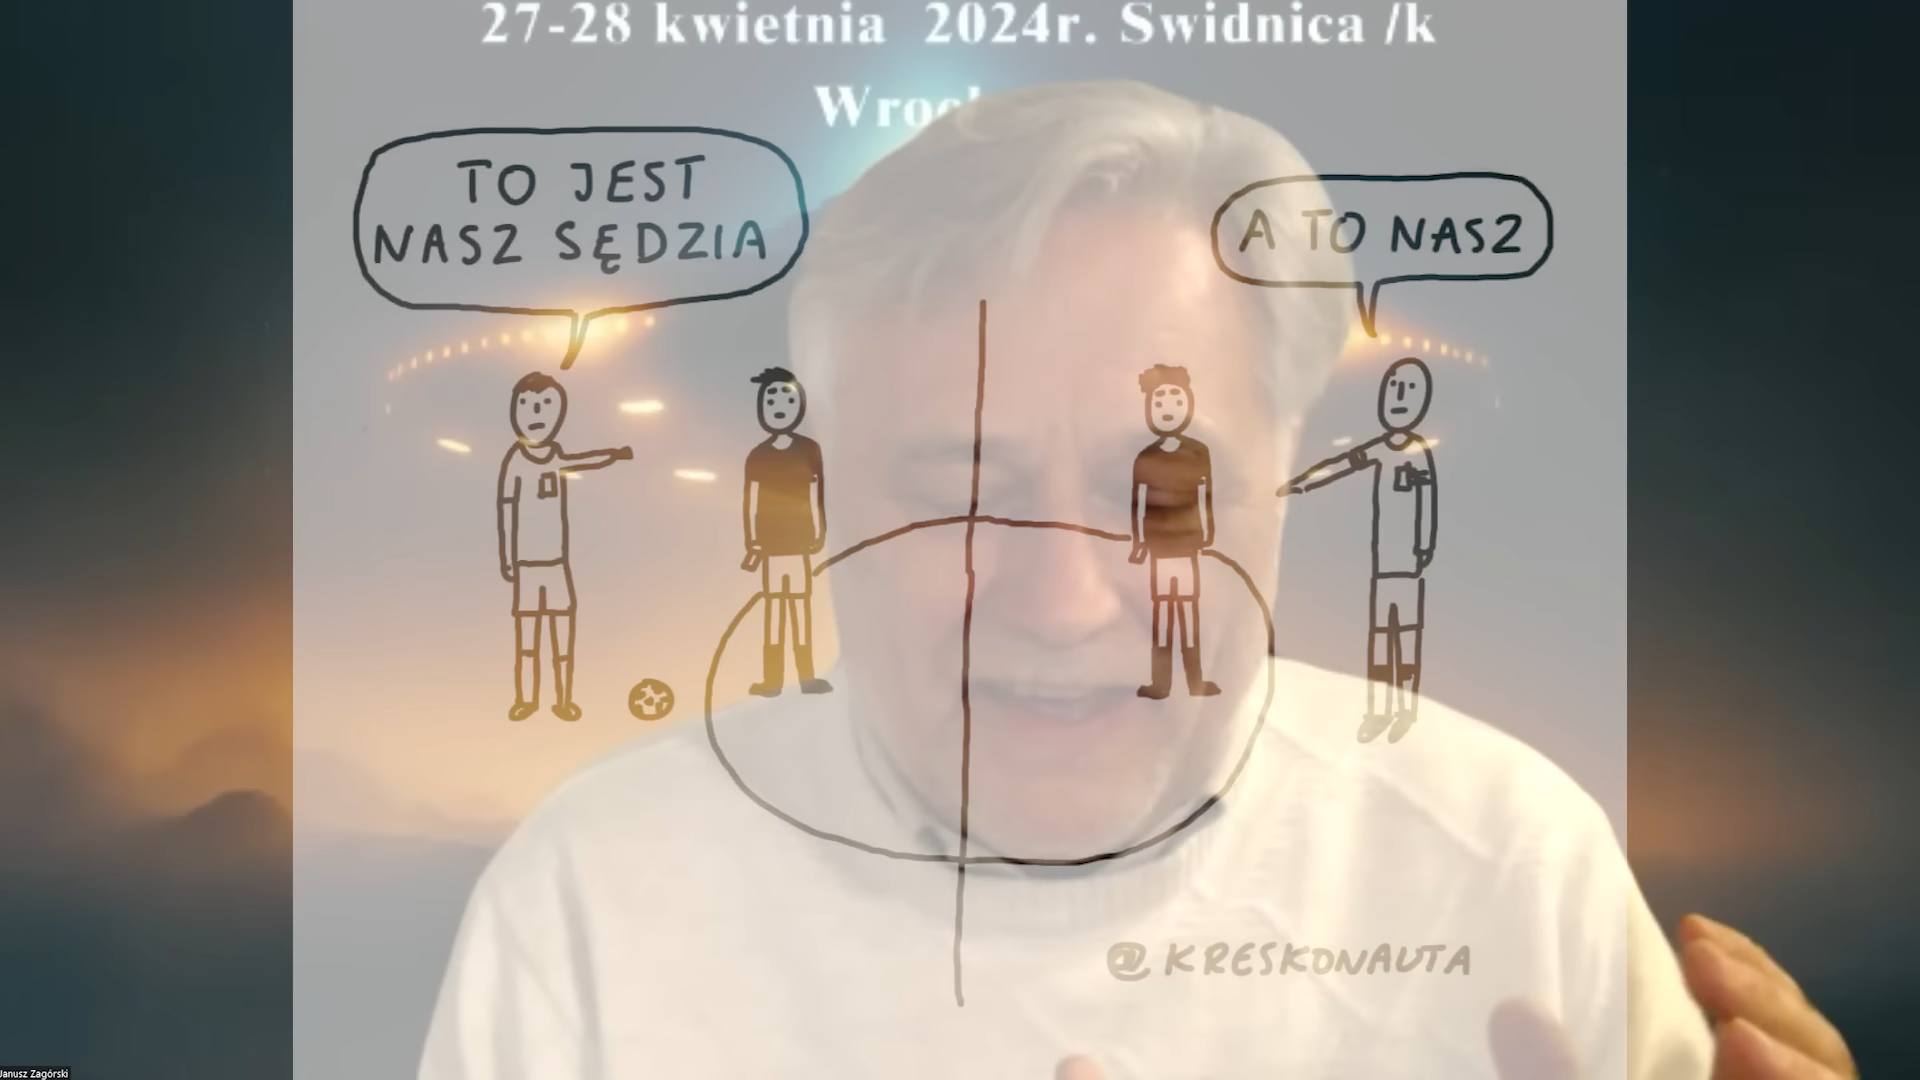 27-28 kwietnia 2024r. Swidnica /k
TO JEST
NASZ SĘDZIA
A TO NASZ
@KRESKONAUTA
Janusz Zagórski